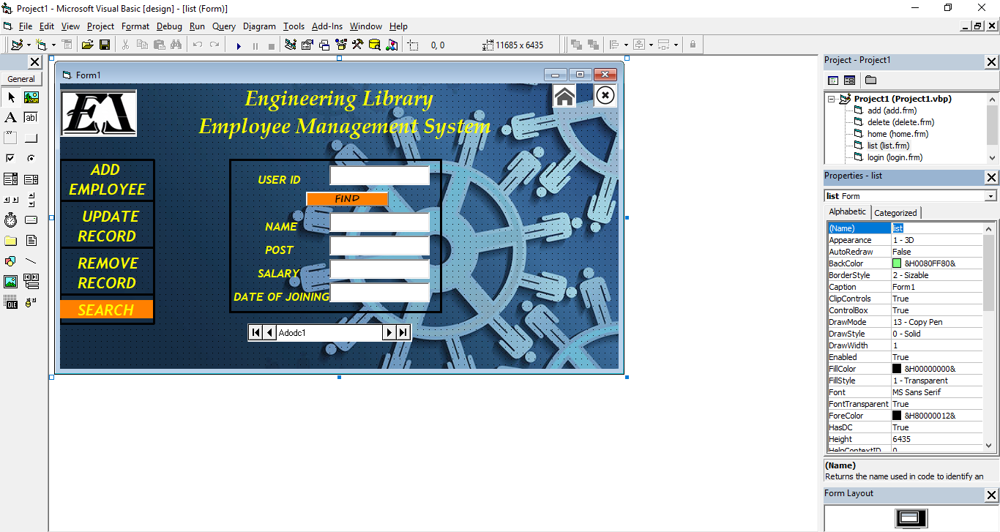 Project1 - Microsoft Visual Basic [design] - [list (Form)]
File Edit View Project Format Debug Run Query Diagram Tools Add-Ins Window Help
0, 0 11685 x 6435
General
A
ab
XY
OLE
Form1
EL
Engineering Library
Employee Management System
ADD
EMPLOYEE
UPDATE
RECORD
REMOVE
RECORD
SEARCH
USER ID
FIND
NAME
POST
SALARY
DATE OF JOINING
Adodc1
Project - Project1
Project1 (Project1.vbp)
add (add.frm)
delete (delete.frm)
home (home.frm)
list (list.frm)
login (login.frm)
Properties - list
list Form
Alphabetic Categorized
(Name) list
Appearance 1 - 3D
AutoRedraw False
BackColor &H0080FF80&
BorderStyle 2 - Sizable
Caption Form1
ClipControls True
ControlBox True
DrawMode 13 - Copy Pen
DrawStyle 0 - Solid
DrawWidth 1
Enabled True
FillColor &H00000000&
FillStyle 1 - Transparent
Font MS Sans Serif
FontTransparent True
ForeColor &H80000012&
HasDC True
Height 6435
HelpContextID 0
(Name)
Returns the name used in code to identify an
Form Layout